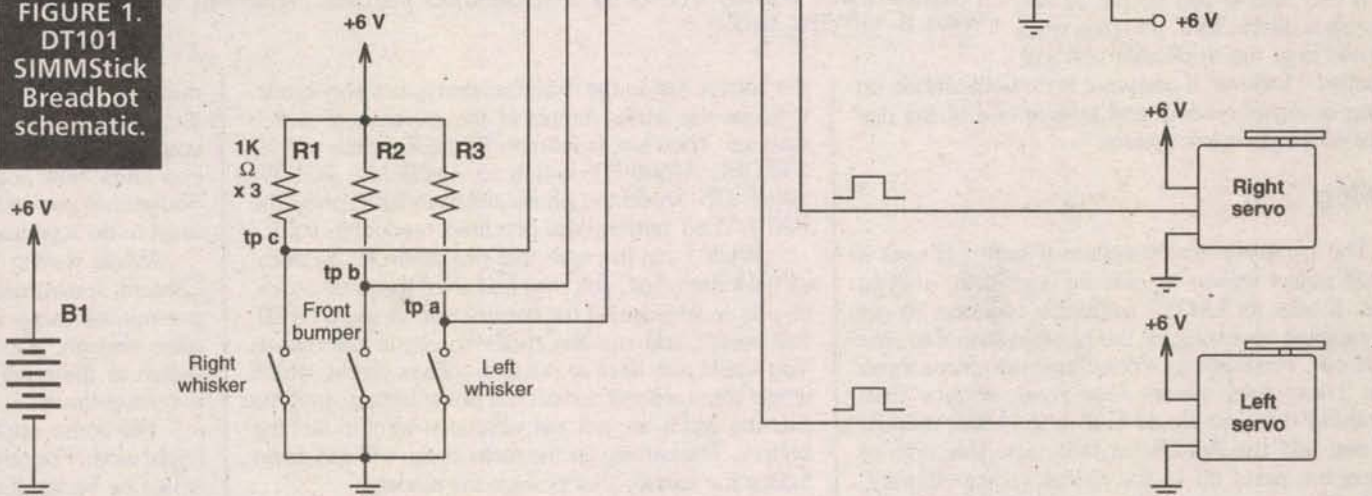 FIGURE 1.
DT101
SIMMStick
Breadbot
schematic.
+6 V
+6 V
1K
Ω
x 3
R1
R2
R3
tp c
tp b
tp a
Front
bumper
Right
whisker
Left
whisker
+6 V
B1
+6 V
Right
servo
+6 V
Left
servo